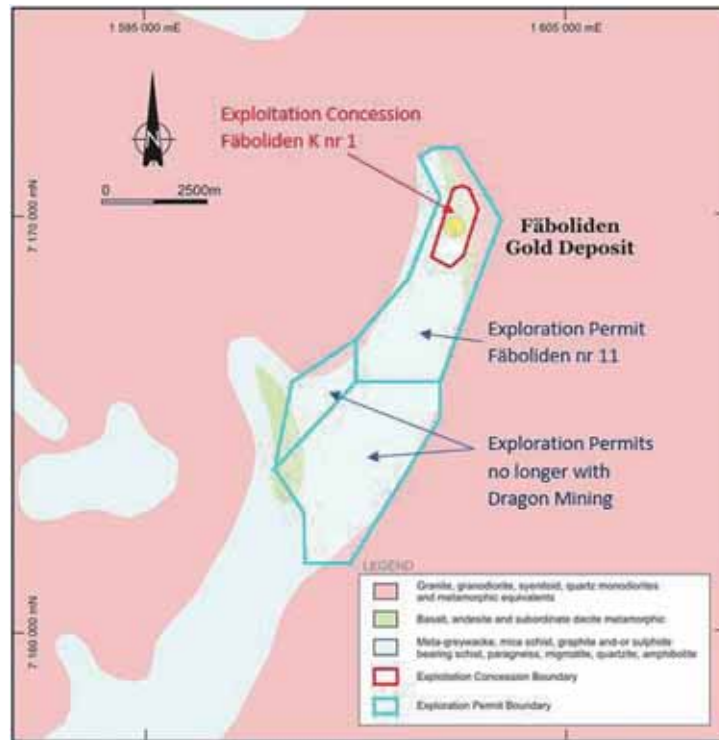 1 595 000 mE
1 605 000 mE
Exploitation Concession
Fäboliden K nr 1
N
0 2500m
7 170 000 mN
Fäboliden
Gold Deposit
Exploration Permit
Fäboliden nr 11
Exploration Permits
no longer with
Dragon Mining
7 160 000 mN
LEGEND
Granite, granodiorite, syenitoid, quartz monodiorites
and metamorphic equivalents
Basalt, andesite and subordinate dacite metamorphic
Meta-greywacke, mica schist, graphite and-or sulphide
bearing schist, paragneiss, migmatite, quartzite, amphibolite
Exploitation Concession Boundary
Exploration Permit Boundary